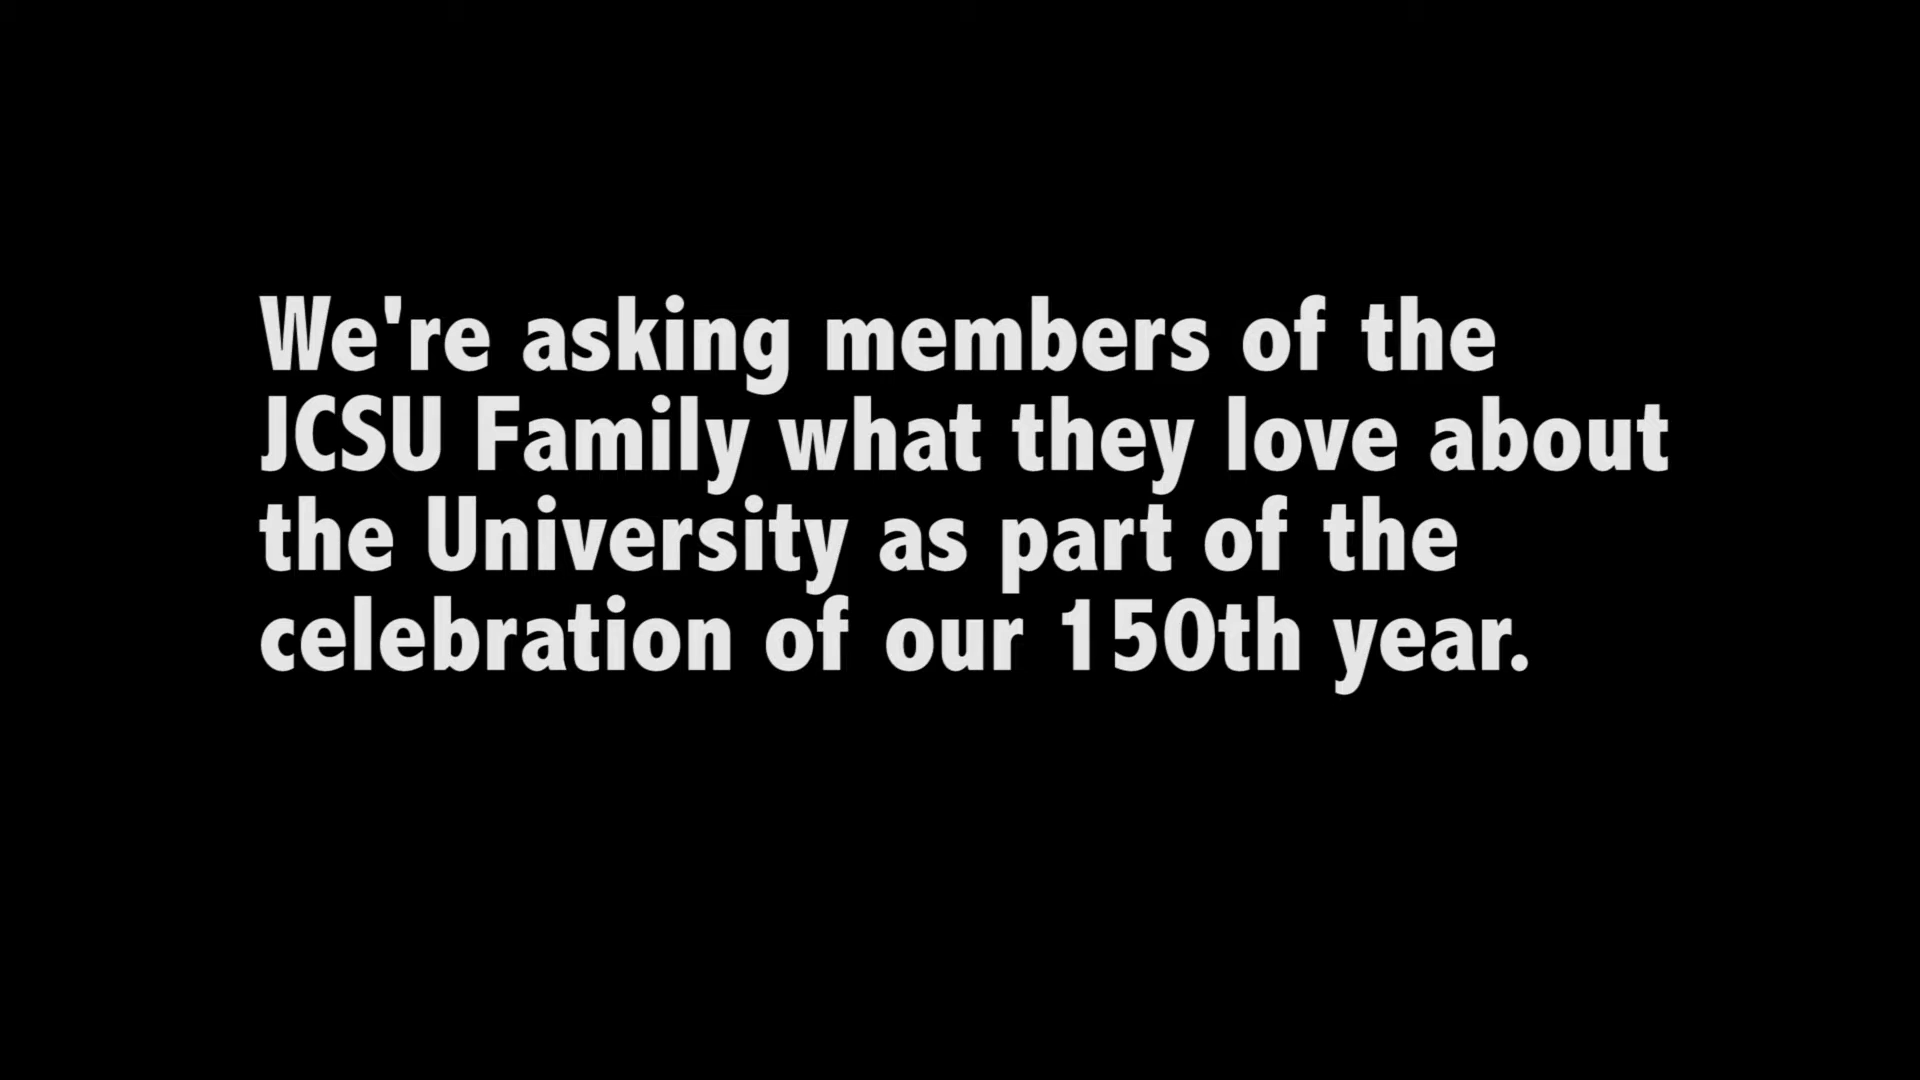 We're asking members of the
JCSU Family what they love about
the University as part of the
celebration of our 150th year.